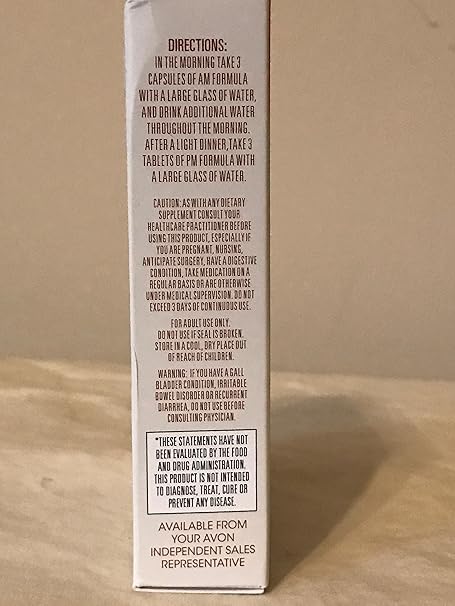 DIRECTIONS:
IN THE MORNING TAKE 3
CAPSULES OF AM FORMULA
WITH A LARGE GLASS OF WATER,
AND DRINK ADDITIONAL WATER
THROUGHOUT THE MORNING.
AFTER A LIGHT DINNER, TAKE 3
TABLETS OF PM FORMULA WITH
A LARGE GLASS OF WATER.
CAUTION: AS WITH ANY DIETARY
SUPPLEMENT CONSULT YOUR
HEALTHCARE PRACTITIONER BEFORE
USING THIS PRODUCT, ESPECIALLY IF
YOU ARE PREGNANT, NURSING,
ANTICIPATE SURGERY, HAVE A DIGESTIVE
CONDITION, TAKE MEDICATION ON A
REGULAR BASIS OR ARE OTHERWISE
UNDER MEDICAL SUPERVISION. DO NOT
EXCEED 3 DAYS OF CONTINUOUS USE.
FOR ADULT USE ONLY.
DO NOT USE IF SEAL IS BROKEN.
STORE IN A COOL, DRY PLACE OUT
OF REACH OF CHILDREN.
WARNING: IF YOU HAVE A GALL
BLADDER CONDITION, IRRITABLE
BOWEL DISORDER OR RECURRENT
DIARRHEA, DO NOT USE BEFORE
CONSULTING PHYSICIAN.
*THESE STATEMENTS HAVE NOT
BEEN EVALUATED BY THE FOOD
AND DRUG ADMINISTRATION.
THIS PRODUCT IS NOT INTENDED
TO DIAGNOSE, TREAT, CURE OR
PREVENT ANY DISEASE.
AVAILABLE FROM
YOUR AVON
INDEPENDENT SALES
REPRESENTATIVE